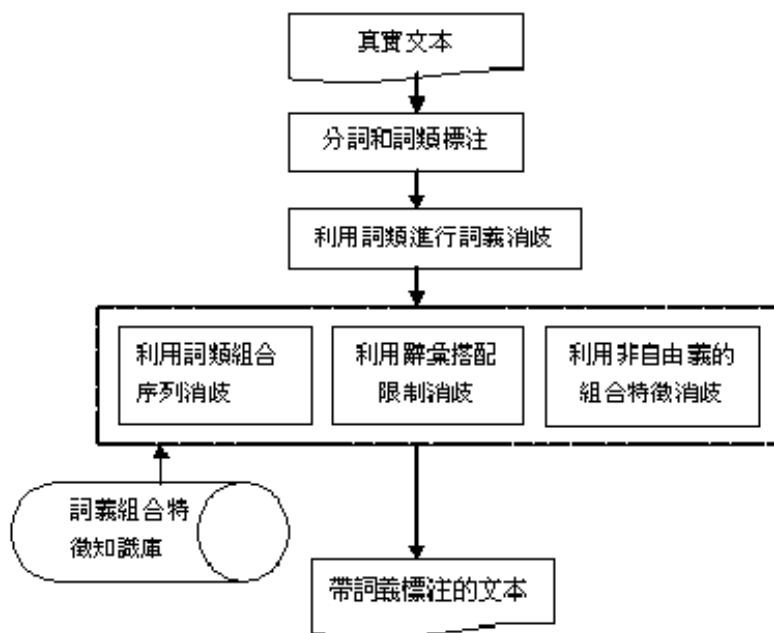 真實文本
分詞和詞類標注
利用詞類進行詞義消歧
利用詞類組合
序列消歧
利用辭彙搭配
限制消歧
利用非自由義的
組合特徵消歧
詞義組合特
徵知識庫
帶詞義標注的文本